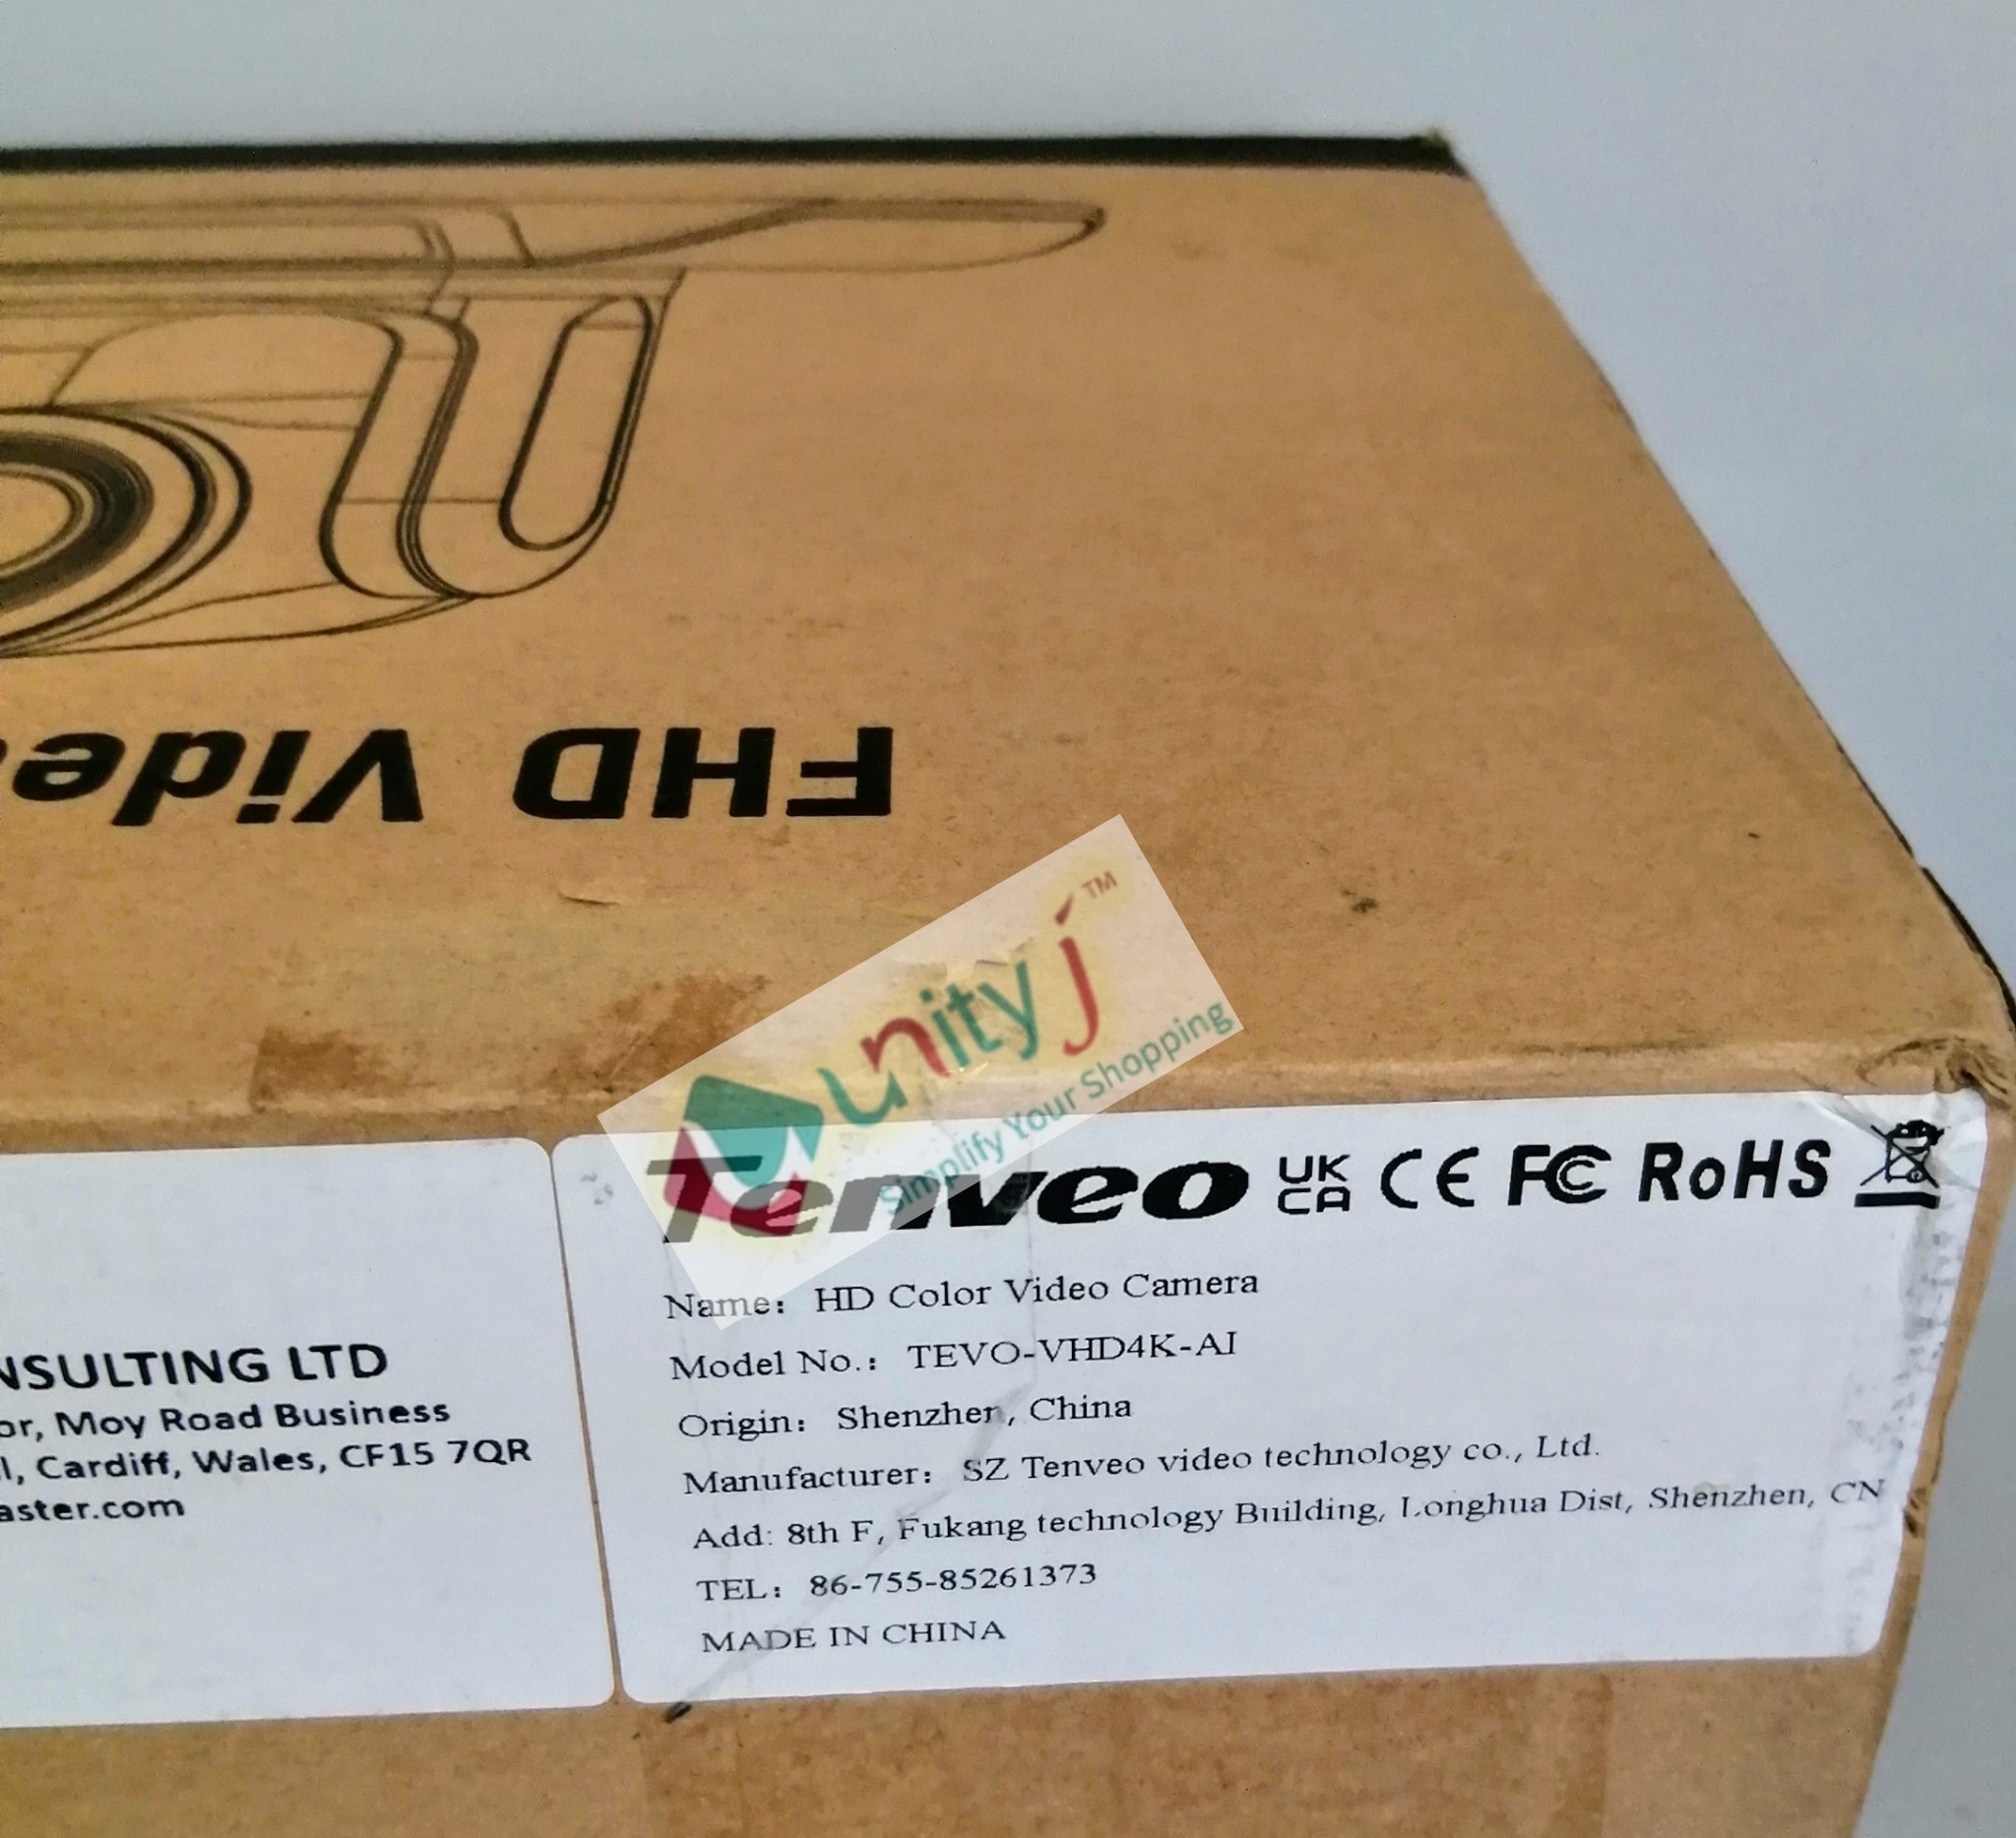 FHD Vide
unity J ™
Simplify Your Shopping
Tenveo UK CA CE FC RoHS
Name: HD Color Video Camera
Model No.: TEVO-VHD4K-AI
Origin: Shenzhen, China
Manufacturer: SZ Tenveo video technology co., Ltd.
Add: 8th F, Fukang technology Building, Longhua Dist, Shenzhen, CN
TEL: 86-755-85261373
MADE IN CHINA
NSULTING LTD
or, Moy Road Business
l, Cardiff, Wales, CF15 7QR
aster.com